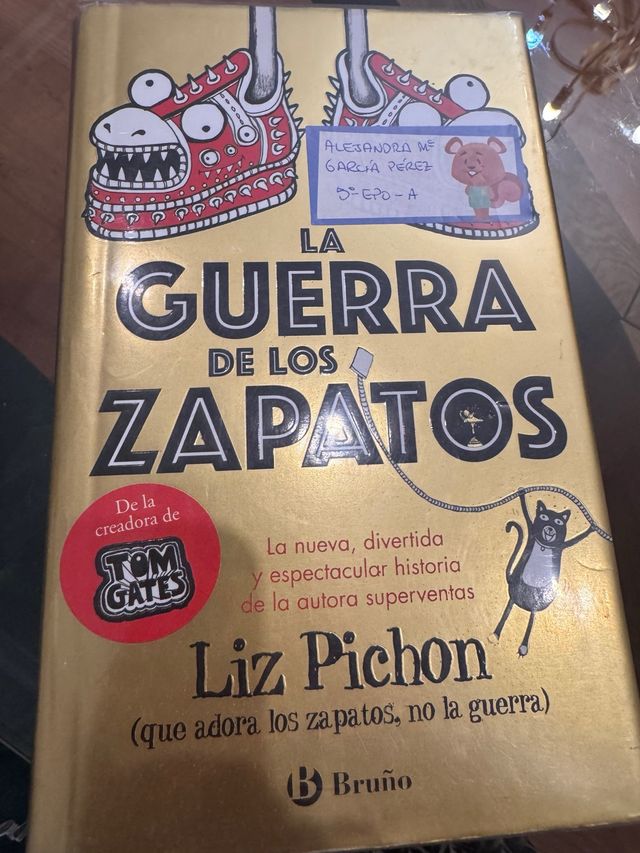 ALEJANDRA Mª
GARCÍA PÉREZ
5º-EPO-A
LA
GUERRA
DE LOS
ZAPATOS
De la
creadora de
TOM
GATES
La nueva, divertida
y espectacular historia
de la autora superventas
Liz Pichon
(que adora los zapatos, no la guerra)
B Bruño